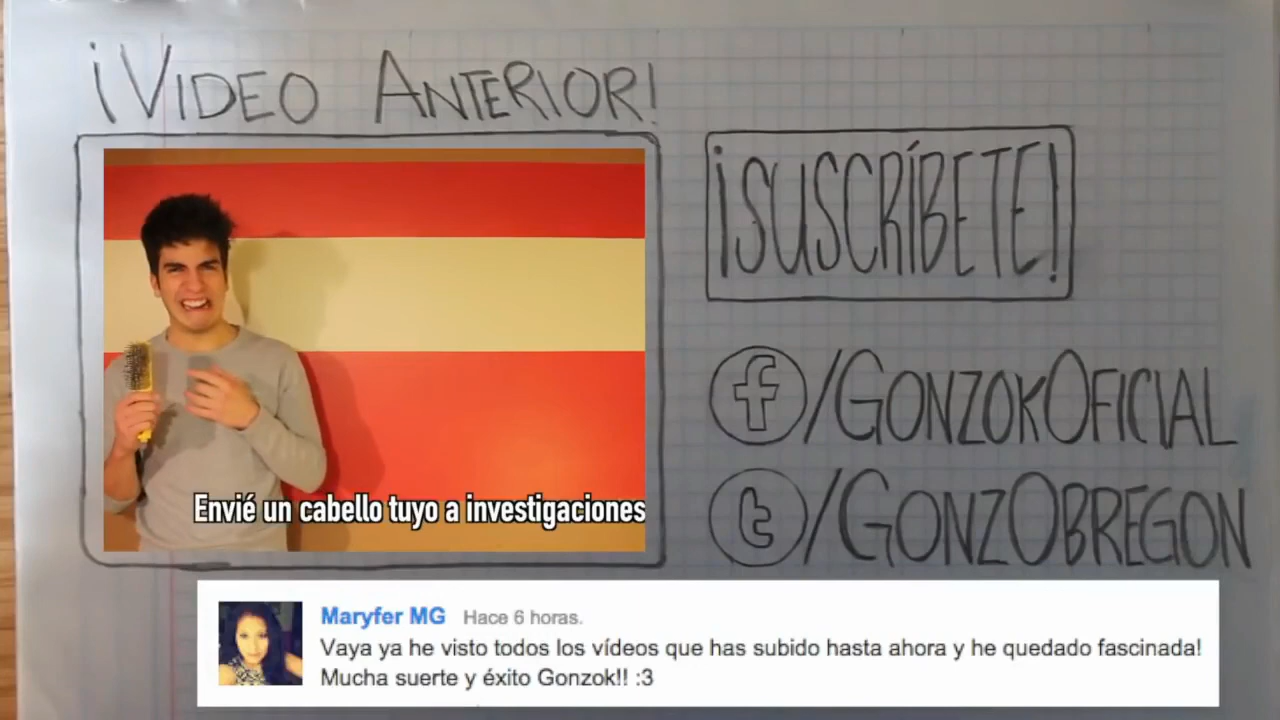 ¡VIDEO ANTERIOR!
¡SUSCRÍBETE!
f/GONZOKOFICIAL
t/GONZOBREGON
Envié un cabello tuyo a investigaciones
Maryfer MG Hace 6 horas.
Vaya ya he visto todos los vídeos que has subido hasta ahora y he quedado fascinada!
Mucha suerte y éxito Gonzok!! :3